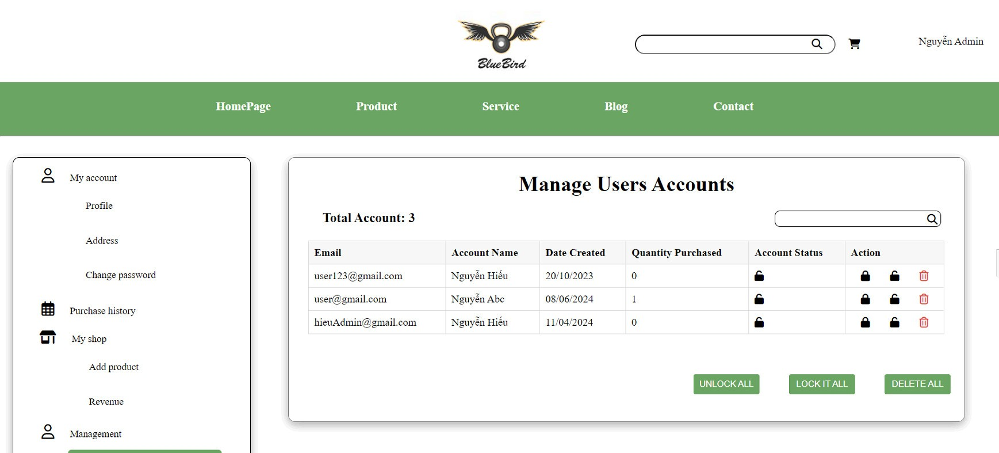 BlueBird
Nguyễn Admin
HomePage Product Service Blog Contact
My account
Profile
Address
Change password
Purchase history
My shop
Add product
Revenue
Management
Manage Users Accounts
Total Account: 3
Email Account Name Date Created Quantity Purchased Account Status Action
user123@gmail.com Nguyễn Hiếu 20/10/2023 0
user@gmail.com Nguyễn Abc 08/06/2024 1
hieuAdmin@gmail.com Nguyễn Hiếu 11/04/2024 0
UNLOCK ALL LOCK IT ALL DELETE ALL